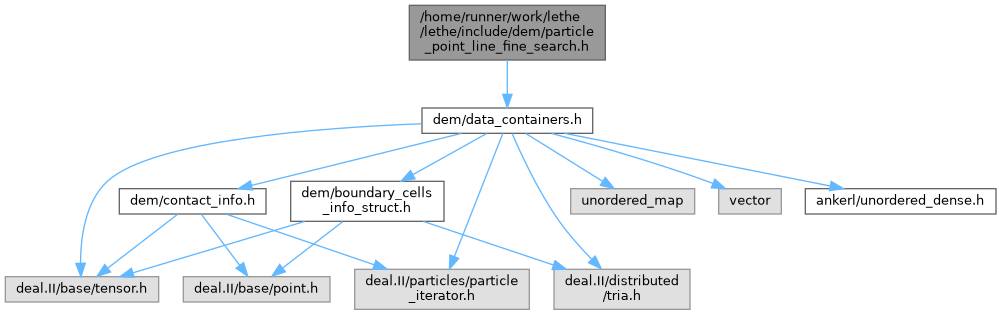 /home/runner/work/lethe
/lethe/include/dem/particle
_point_line_fine_search.h
dem/data_containers.h
dem/contact_info.h
dem/boundary_cells
_info_struct.h
unordered_map
vector
ankerl/unordered_dense.h
deal.II/base/tensor.h
deal.II/base/point.h
deal.II/particles/particle
_iterator.h
deal.II/distributed
/tria.h